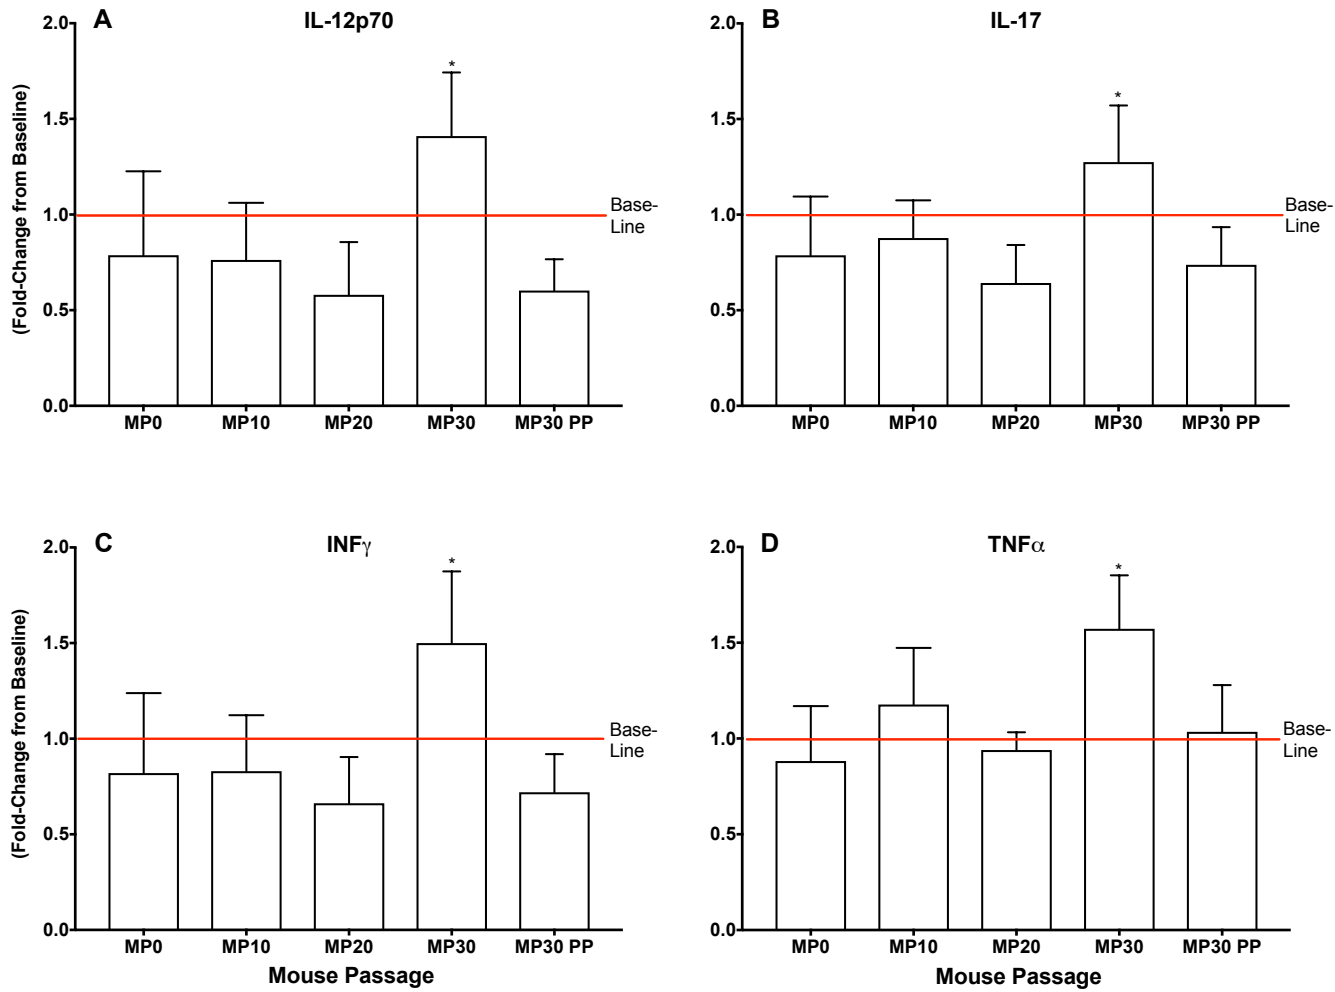 A IL-12p70
(Fold-Change from Baseline)
2.0
*
1.5
1.0
Base-
Line
0.5
0.0
MP0 MP10 MP20 MP30 MP30 PP
B IL-17
2.0
*
1.5
1.0
Base-
Line
0.5
0.0
MP0 MP10 MP20 MP30 MP30 PP
C INFγ
(Fold-Change from Baseline)
2.0
*
1.5
1.0
Base-
Line
0.5
0.0
MP0 MP10 MP20 MP30 MP30 PP
Mouse Passage
D TNFα
2.0
*
1.5
1.0
Base-
Line
0.5
0.0
MP0 MP10 MP20 MP30 MP30 PP
Mouse Passage